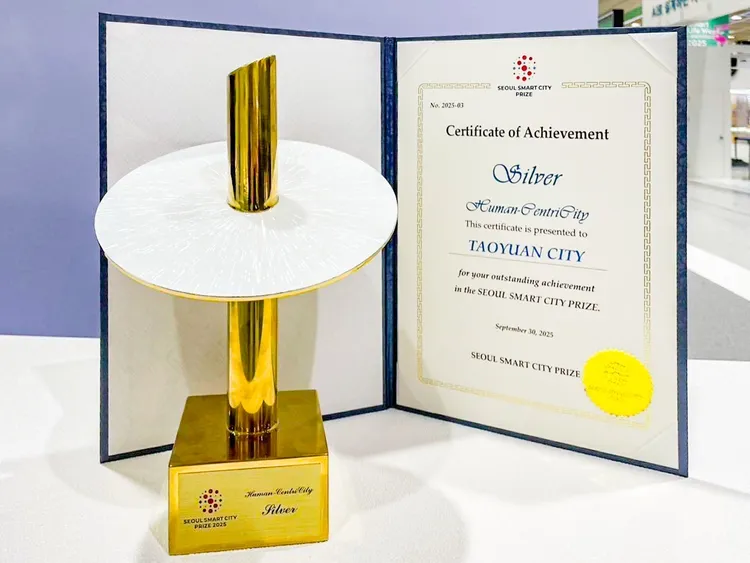 SEOUL SMART CITY
PRIZE
No. 2025-03
Certificate of Achievement
Silver
Human-CentriCity
This certificate is presented to
TAOYUAN CITY
for your outstanding achievement
in the SEOUL SMART CITY PRIZE.
September 30, 2025
SEOUL SMART CITY PRIZE
SEOUL SMART CITY
PRIZE 2025
Human-CentriCity
Silver
2025